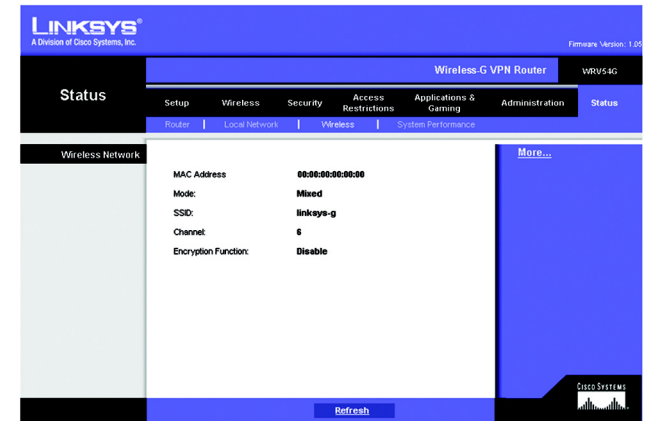 LINKSYS®
A Division of Cisco Systems, Inc.
Firmware Version: 1.05
Wireless-G VPN Router WRV54G
Status
Setup Wireless Security Access Restrictions Applications & Gaming Administration Status
Router Local Network Wireless System Performance
Wireless Network
More...
MAC Address 00:00:00:00:00:00
Mode: Mixed
SSID: linksys-g
Channel: 6
Encryption Function: Disable
CISCO SYSTEMS
Refresh